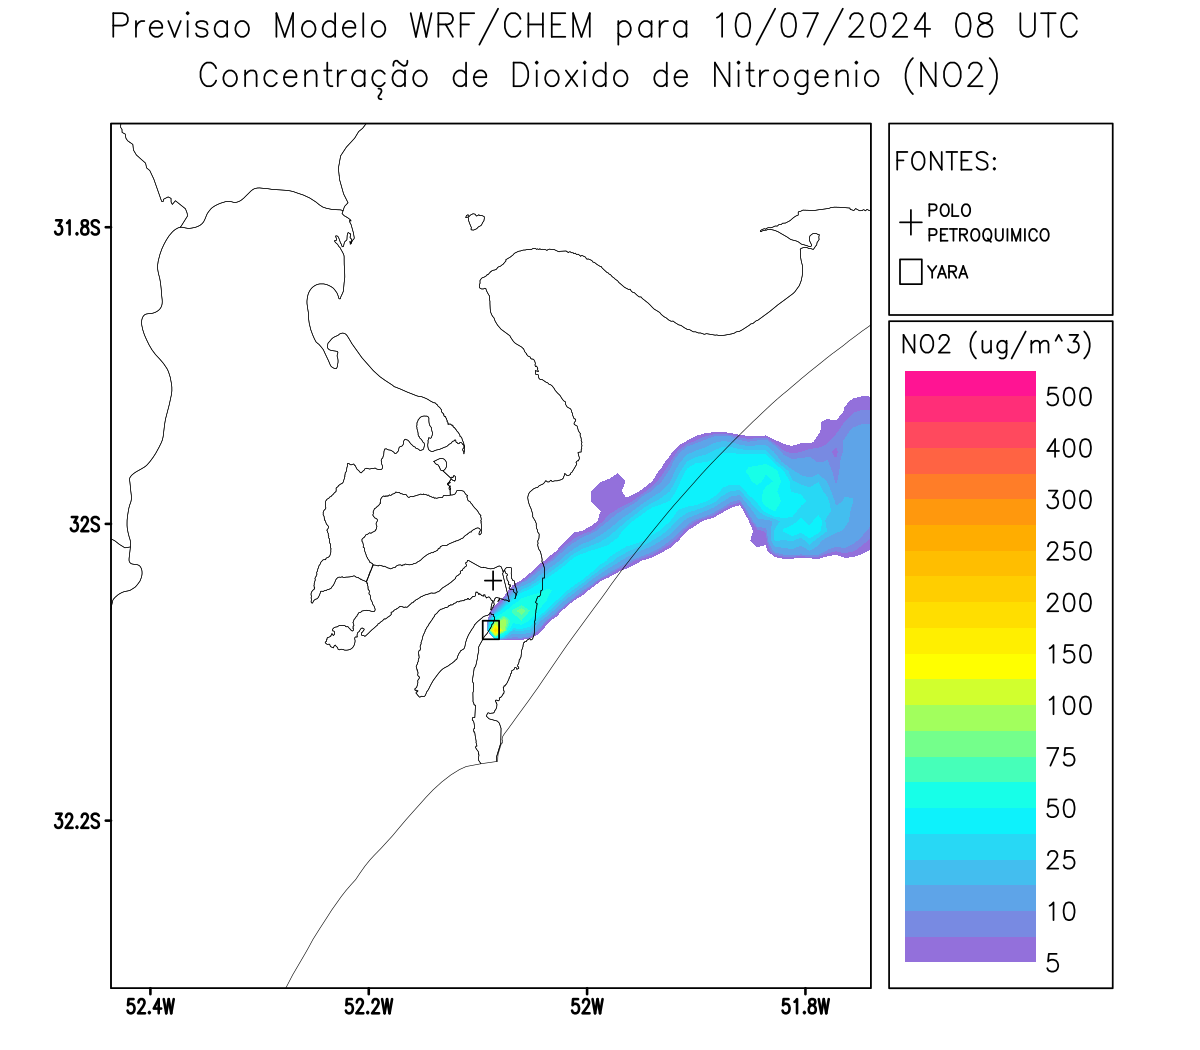 Previsao Modelo WRF/CHEM para 10/07/2024 08 UTC
Concentração de Dioxido de Nitrogenio (NO2)
FONTES:
POLO
PETROQUIMICO
YARA
31.8S
32S
32.2S
52.4W
52.2W
52W
51.8W
NO2 (ug/m^3)
500
400
300
250
200
150
100
75
50
25
10
5